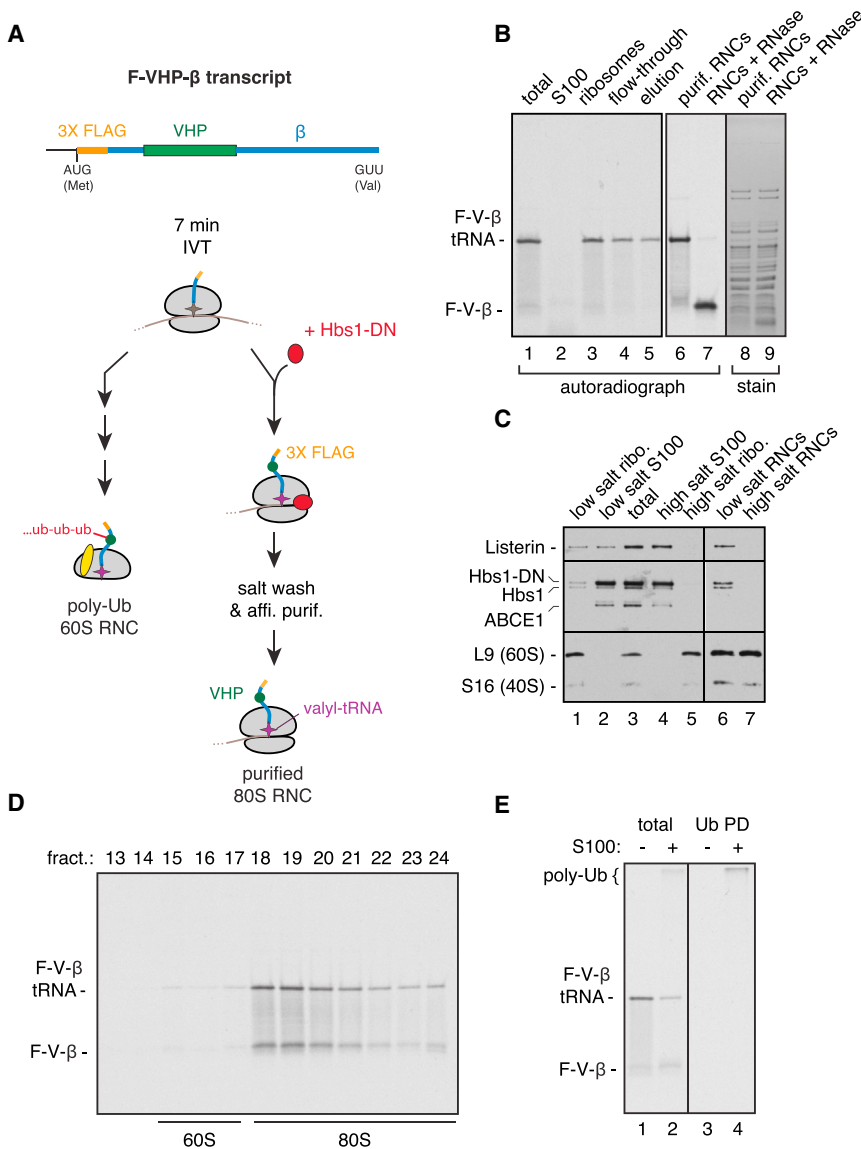 A
F-VHP-β transcript
3X FLAG
VHP
β
AUG
(Met)
GUU
(Val)
7 min
IVT
+ Hbs1-DN
3X FLAG
...ub-ub-ub
poly-Ub
60S RNC
salt wash
& affi. purif.
VHP
valyl-tRNA
purified
80S RNC
B
total
S100
ribosomes
flow-through
elution
purif. RNCs
RNCs + RNase
purif. RNCs
RNCs + RNase
F-V-β
tRNA -
F-V-β -
1 2 3 4 5 6 7 8 9
autoradiograph stain
C
low salt ribo.
low salt S100
total
high salt S100
high salt ribo.
low salt RNCs
high salt RNCs
Listerin -
Hbs1-DN
Hbs1
ABCE1
L9 (60S) -
S16 (40S) -
1 2 3 4 5 6 7
D
fract.: 13 14 15 16 17 18 19 20 21 22 23 24
F-V-β
tRNA -
F-V-β -
60S 80S
E
total Ub PD
S100: - + - +
poly-Ub {
F-V-β
tRNA -
F-V-β -
1 2 3 4